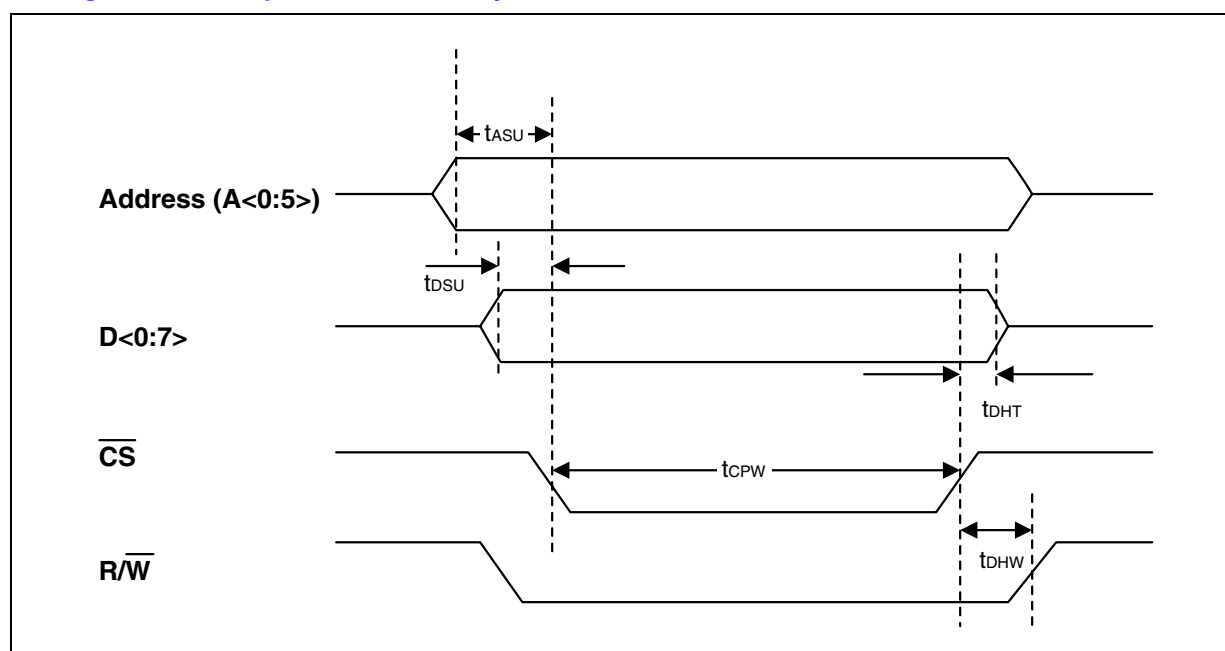 tASU
Address (A<0:5>)
tDSU
D<0:7>
tDHT
CS
tCPW
R/W
tDHW